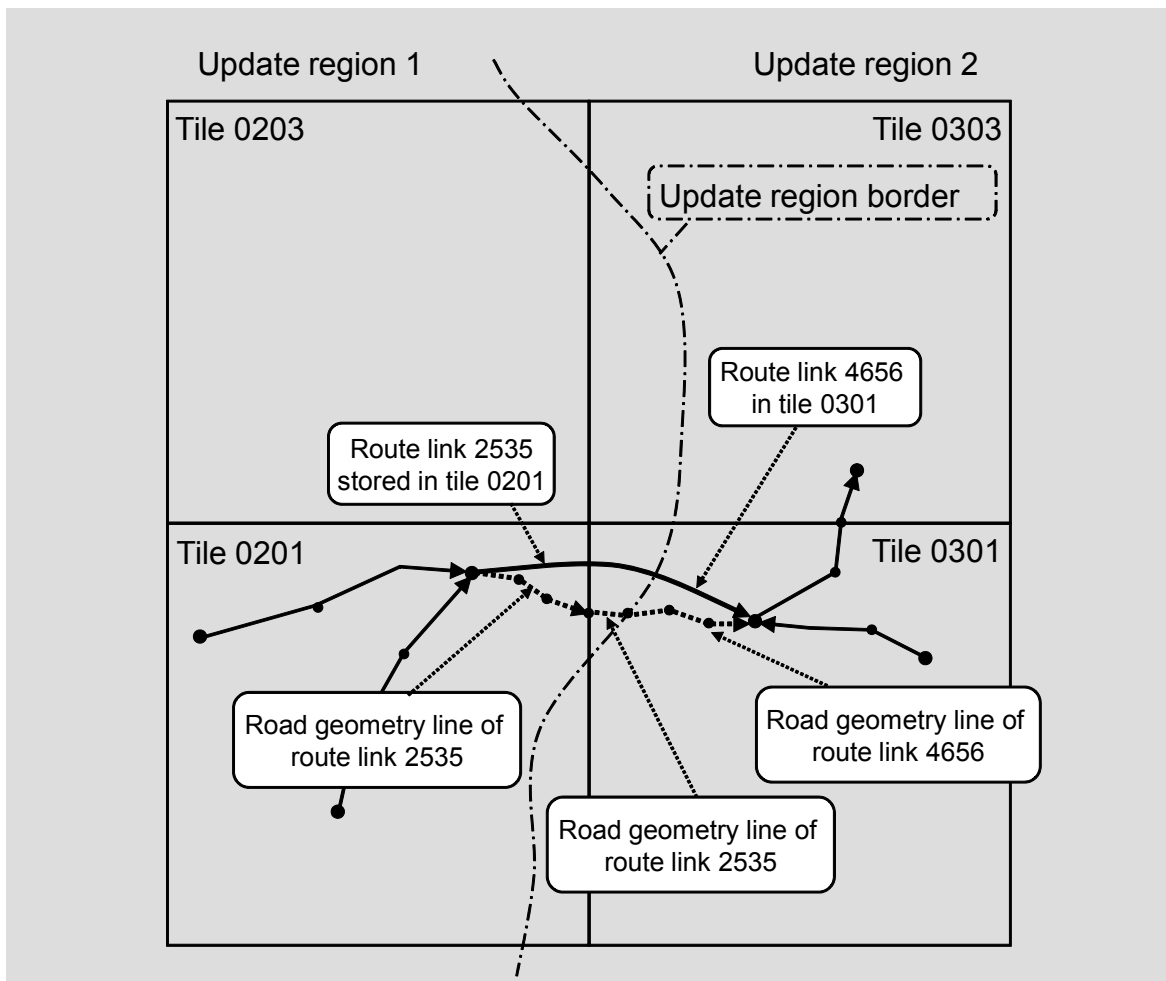 Update region 1
Update region 2
Tile 0203
Tile 0303
Update region border
Route link 4656
in tile 0301
Route link 2535
stored in tile 0201
Tile 0201
Tile 0301
Road geometry line of
route link 2535
Road geometry line of
route link 4656
Road geometry line of
route link 2535